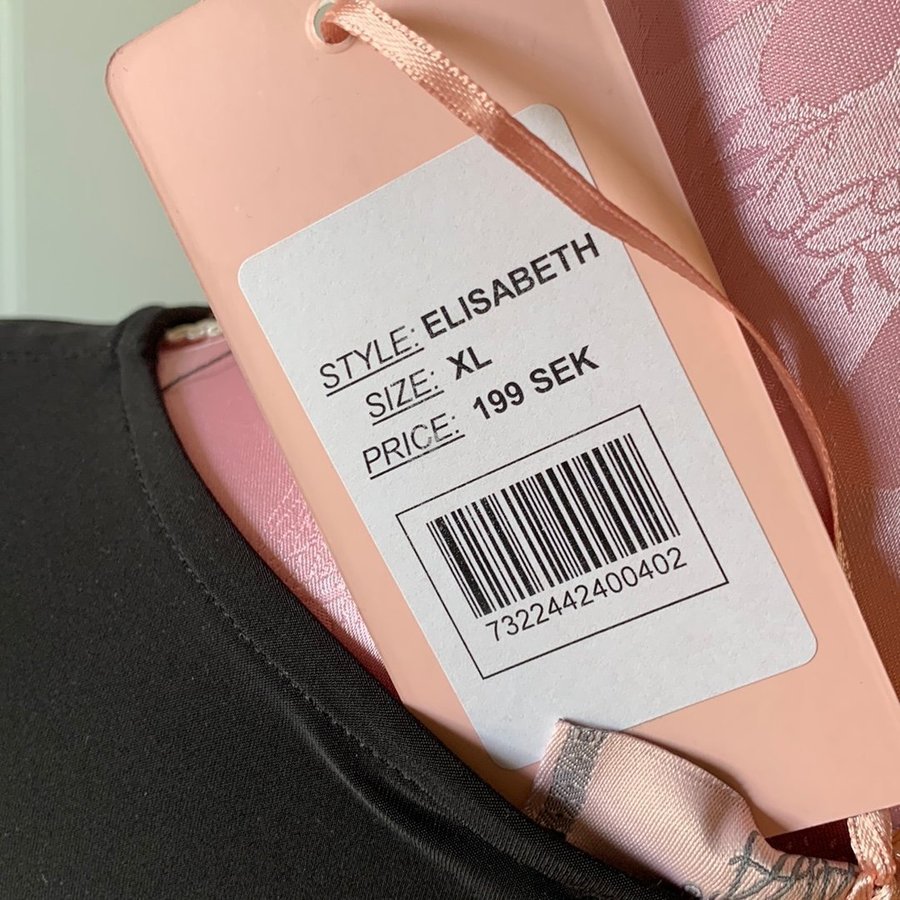 STYLE: ELISABETH
SIZE: XL
PRICE: 199 SEK
7322442400402